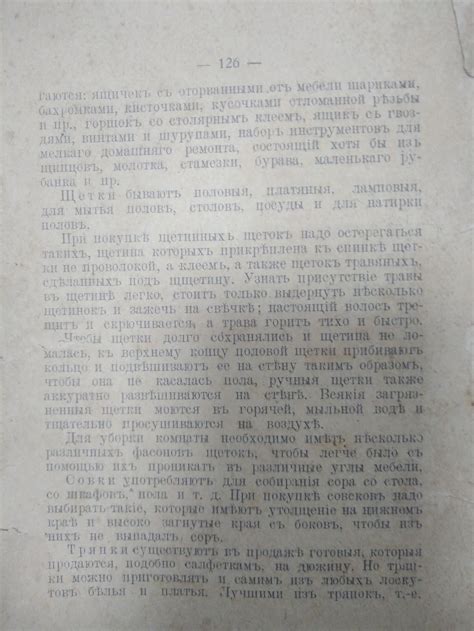 — 126 —
гаются; ящичекъ съ оторванными отъ мебели шариками,
бахромками, кисточками; кусочками отломанной рѣзьбы
и пр., горшокъ со столярнымъ клеемъ, ящикъ съ гвоз-
дями; винтами и шурупами, наборъ инструментовъ для
мелкаго домашняго ремонта, состоящій хотя бы изъ
щипцовъ, молотка, стамезки, бурава, маленькаго ру-
банка и пр.
Щетки бываютъ половыя, платяныя, ламповыя,
для мытья половъ, столовъ, посуды и для натирки
половъ.
При покупкѣ щетинныхъ щетокъ надо остерегаться
такихъ, щетина которыхъ прикрѣплена къ спинкѣ щет-
ки не проволокой, а клеемъ, а также щетокъ травяныхъ,
сдѣланныхъ подъ щщетину. Узнать присутствіе травы
въ щетинѣ легко, стоитъ только выдернуть нѣсколько
щетинокъ и зажечь на свѣчкѣ; настоящій волосъ тре-
щитъ и скрючивается, а трава горитъ тихо и быстро.
Чтобы щетки долго сохранялись и щетина не ло-
малась, къ верхнему концу половой щетки прибиваютъ
кольцо и подвѣшиваютъ ее на стѣну такимъ образомъ,
чтобы она не касалась пола, ручныя щетки также
аккуратно развѣшиваются на стѣнѣ. Всякія загряз-
ненныя щетки моются въ горячей, мыльной водѣ и
тщательно просушиваются на воздухѣ.
Для уборки комнаты необходимо имѣть нѣсколько
различныхъ фасоновъ щетокъ, чтобы легче было съ
помощью ихъ проникать въ различные углы мебели,
Совки употребляютъ для собиранія сора со стола,
со шкафовъ, пола и т. д. При покупкѣ совсковъ надо
выбирать такіе, которые имѣютъ утолщеніе на нижнемъ
краѣ и высоко загнутые края съ боковъ, чтобы изъ
нихъ не выпадалъ соръ.
Тряпки существуютъ въ продажѣ готовыя, которыя
продаются, подобно салфеткамъ, на дюжину. Но тряп-
ки можно приготовлять и самимъ изъ любыхъ лоску-
товъ бѣлья и платья. Лучшими изъ тряпокъ, т.-е.